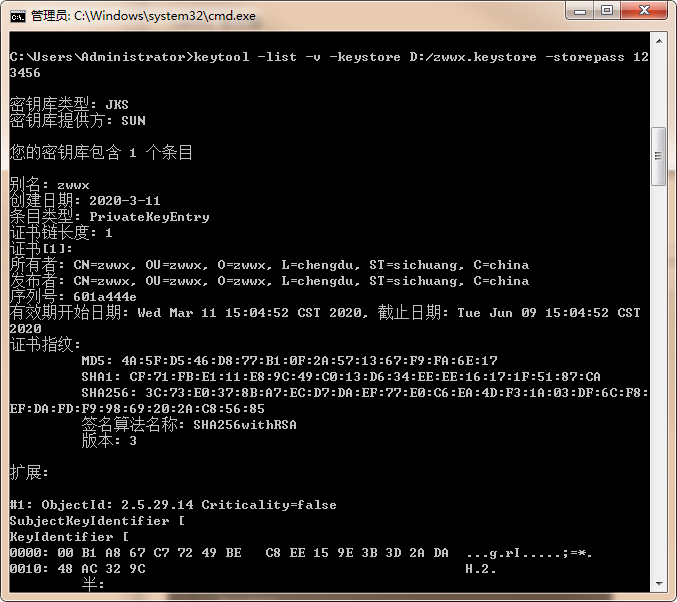 管理员: C:\Windows\system32\cmd.exe
C:\Users\Administrator>keytool -list -v -keystore D:/zwwx.keystore -storepass 12
3456
密钥库类型: JKS
密钥库提供方: SUN
您的密钥库包含 1 个条目
别名: zwwx
创建日期: 2020-3-11
条目类型: PrivateKeyEntry
证书链长度: 1
证书[1]:
所有者: CN=zwwx, OU=zwwx, O=zwwx, L=chengdu, ST=sichuang, C=china
发布者: CN=zwwx, OU=zwwx, O=zwwx, L=chengdu, ST=sichuang, C=china
序列号: 601a444e
有效期开始日期: Wed Mar 11 15:04:52 CST 2020, 截止日期: Tue Jun 09 15:04:52 CST
2020
证书指纹:
MD5: 4A:5F:D5:46:D8:77:B1:0F:2A:57:13:67:F9:FA:6E:17
SHA1: CF:71:FB:E1:11:E8:9C:49:C0:13:D6:34:EE:EE:16:17:1F:51:87:CA
SHA256: 3C:73:E0:37:8B:A7:EC:D7:DA:EF:77:E0:C6:EA:4D:F3:1A:03:DF:6C:F8:
EF:DA:FD:F9:98:69:20:2A:C8:56:85
签名算法名称: SHA256withRSA
版本: 3
扩展:
#1: ObjectId: 2.5.29.14 Criticality=false
SubjectKeyIdentifier [
KeyIdentifier [
0000: 00 B1 A8 67 C7 72 49 BE   C8 EE 15 9E 3B 3D 2A DA  ...g.rI.....;=*.
0010: 48 AC 32 9C                                        H.2.
半: